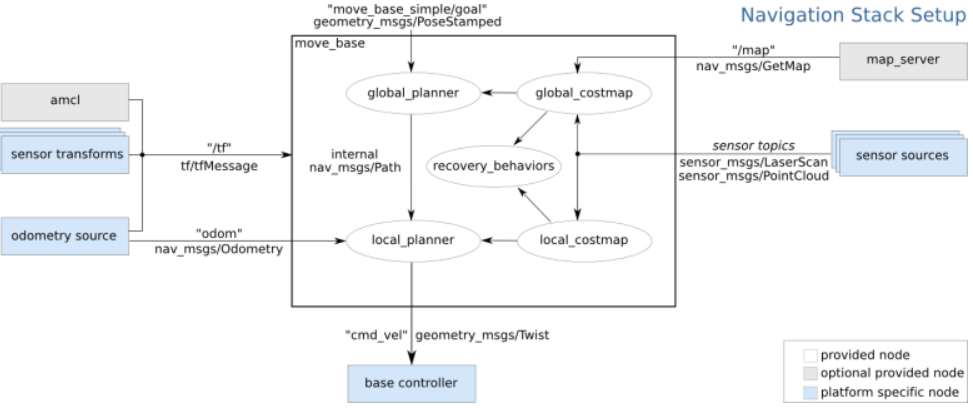 Navigation Stack Setup
"move_base_simple/goal"
geometry_msgs/PoseStamped
move_base
"/map"
nav_msgs/GetMap
map_server
amcl
global_planner
global_costmap
sensor transforms
"/tf"
tf/tfMessage
internal
nav_msgs/Path
recovery_behaviors
sensor topics
sensor_msgs/LaserScan
sensor_msgs/PointCloud
sensor sources
odometry source
"odom"
nav_msgs/Odometry
local_planner
local_costmap
"cmd_vel" geometry_msgs/Twist
base controller
provided node
optional provided node
platform specific node